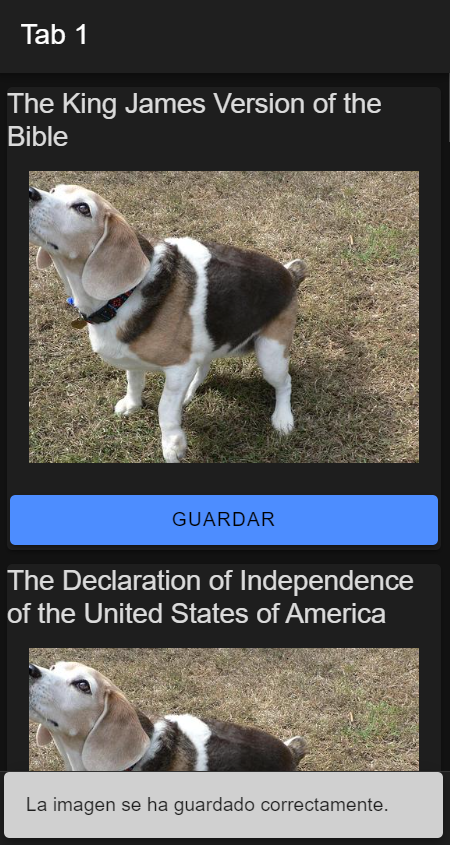 Tab 1
The King James Version of the
Bible
GUARDAR
The Declaration of Independence
of the United States of America
La imagen se ha guardado correctamente.